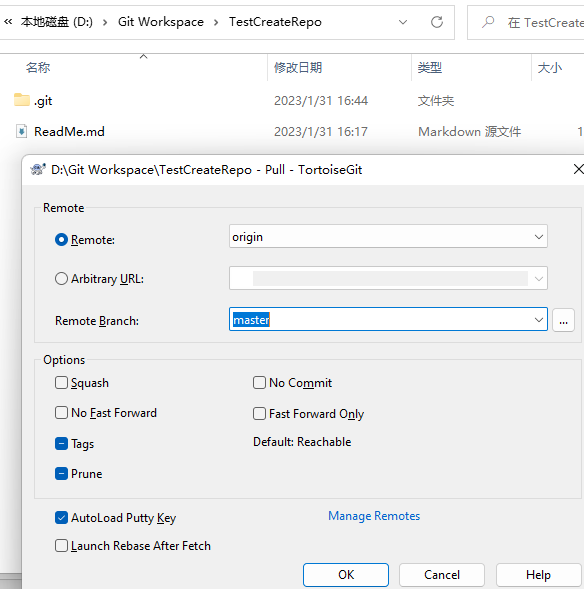 « 本地磁盘 (D:) > Git Workspace > TestCreateRepo
在 TestCreate
名称 修改日期 类型 大小
.git 2023/1/31 16:44 文件夹
ReadMe.md 2023/1/31 16:17 Markdown 源文件 1
D:\Git Workspace\TestCreateRepo - Pull - TortoiseGit
Remote
Remote: origin
Arbitrary URL:
Remote Branch: master ...
Options
Squash No Commit
No Fast Forward Fast Forward Only
Tags Default: Reachable
Prune
AutoLoad Putty Key Manage Remotes
Launch Rebase After Fetch
OK Cancel Help